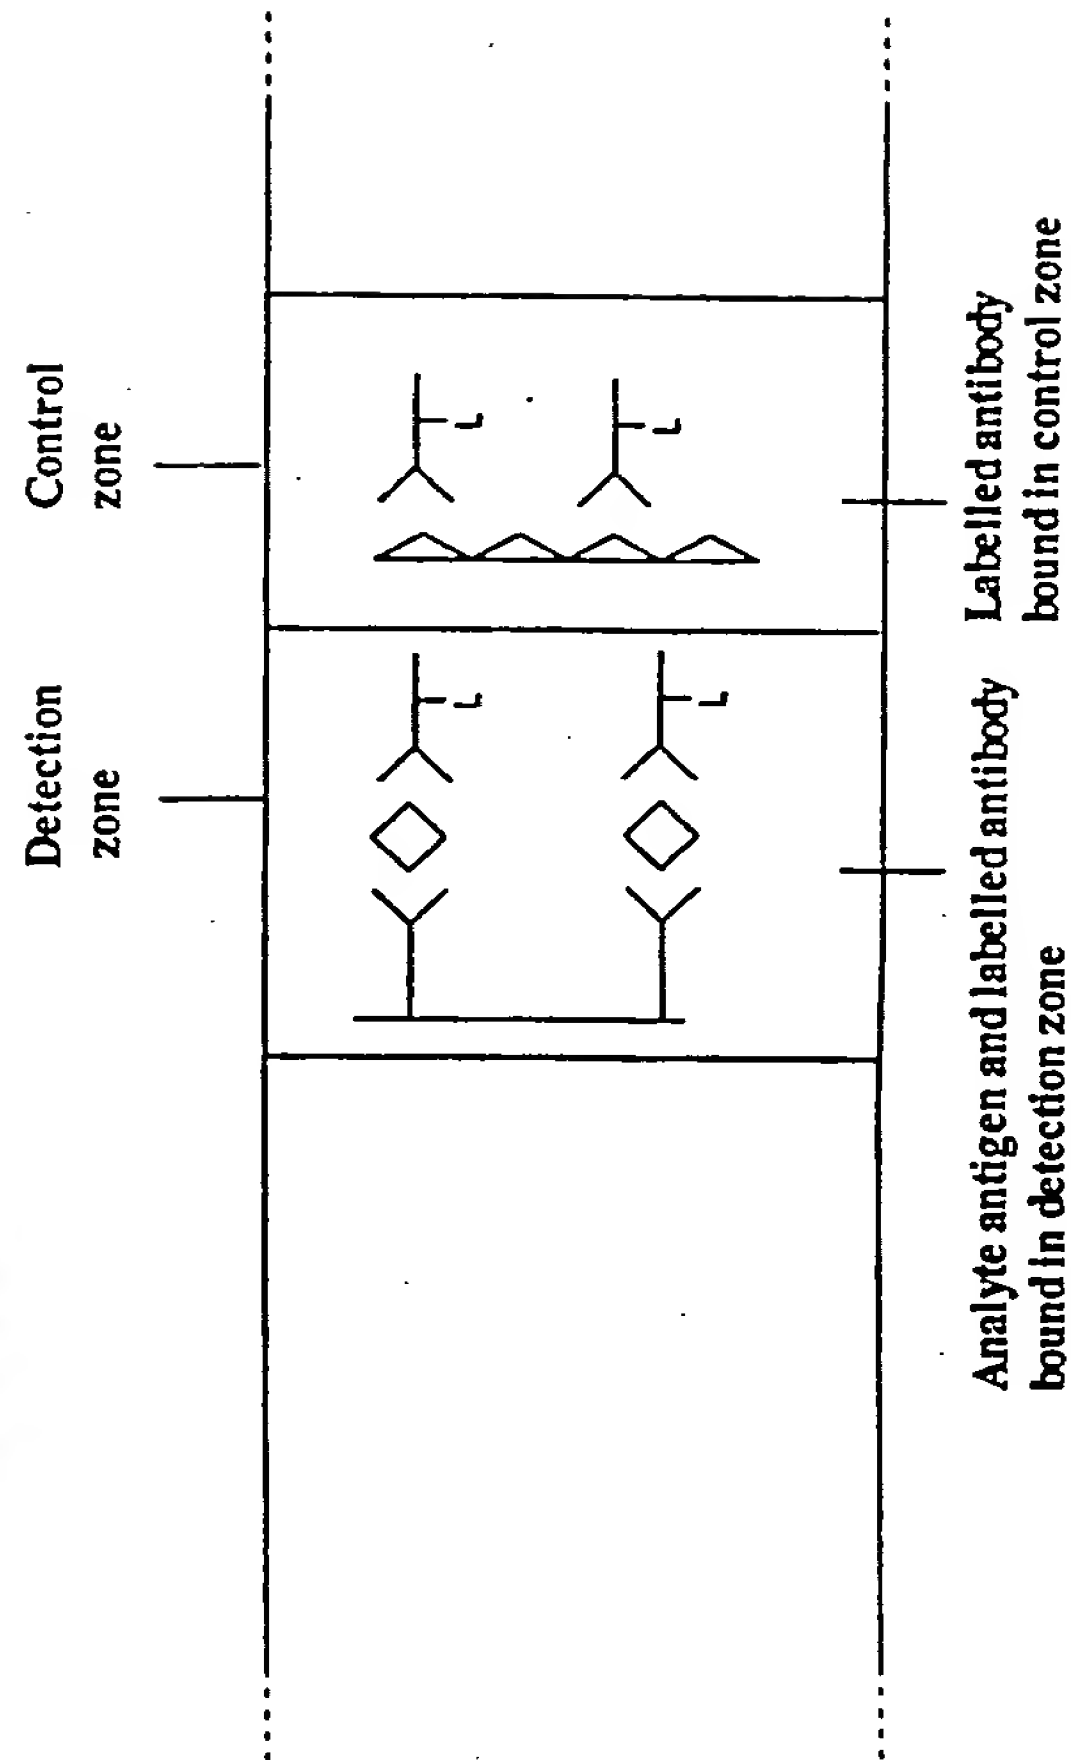 Detection
zone
Control
zone
L
L
L
L
Analyte antigen and labelled antibody
bound in detection zone
Labelled antibody
bound in control zone